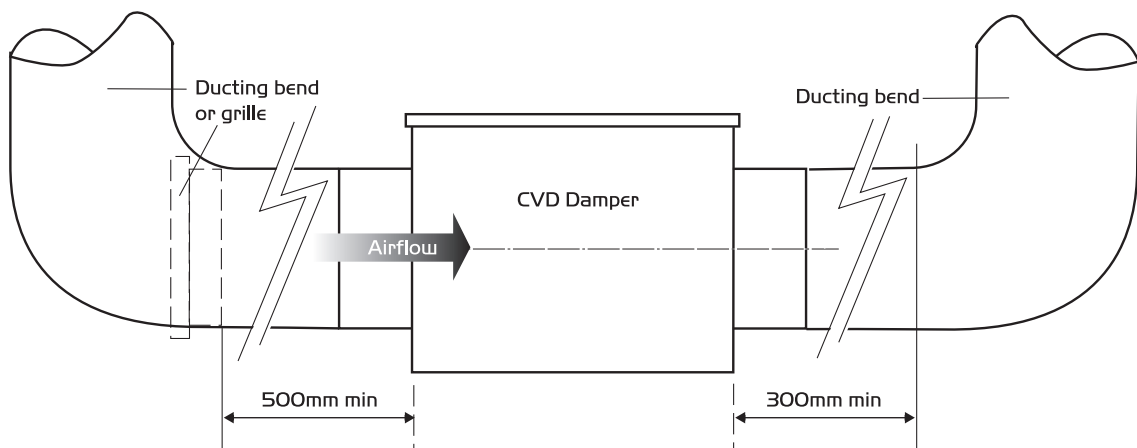 Ducting bend
or grille
Ducting bend
CVD Damper
Airflow
500mm min
300mm min